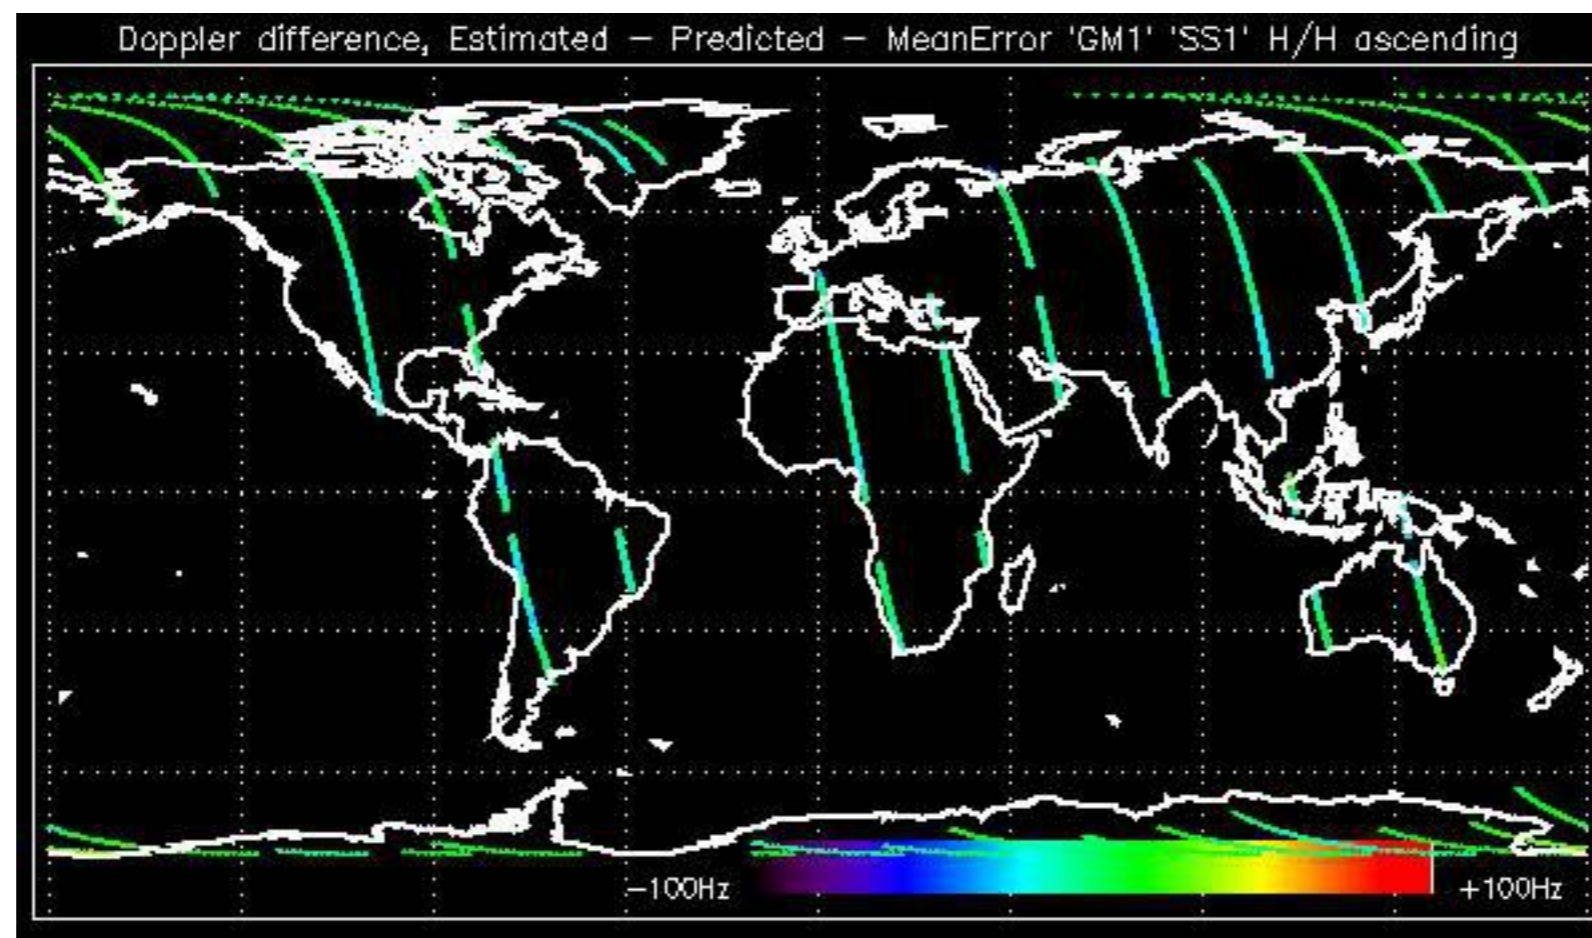 Doppler difference, Estimated — Predicted — MeanError 'GM1' 'SS1' H/H ascending
−100Hz
+100Hz